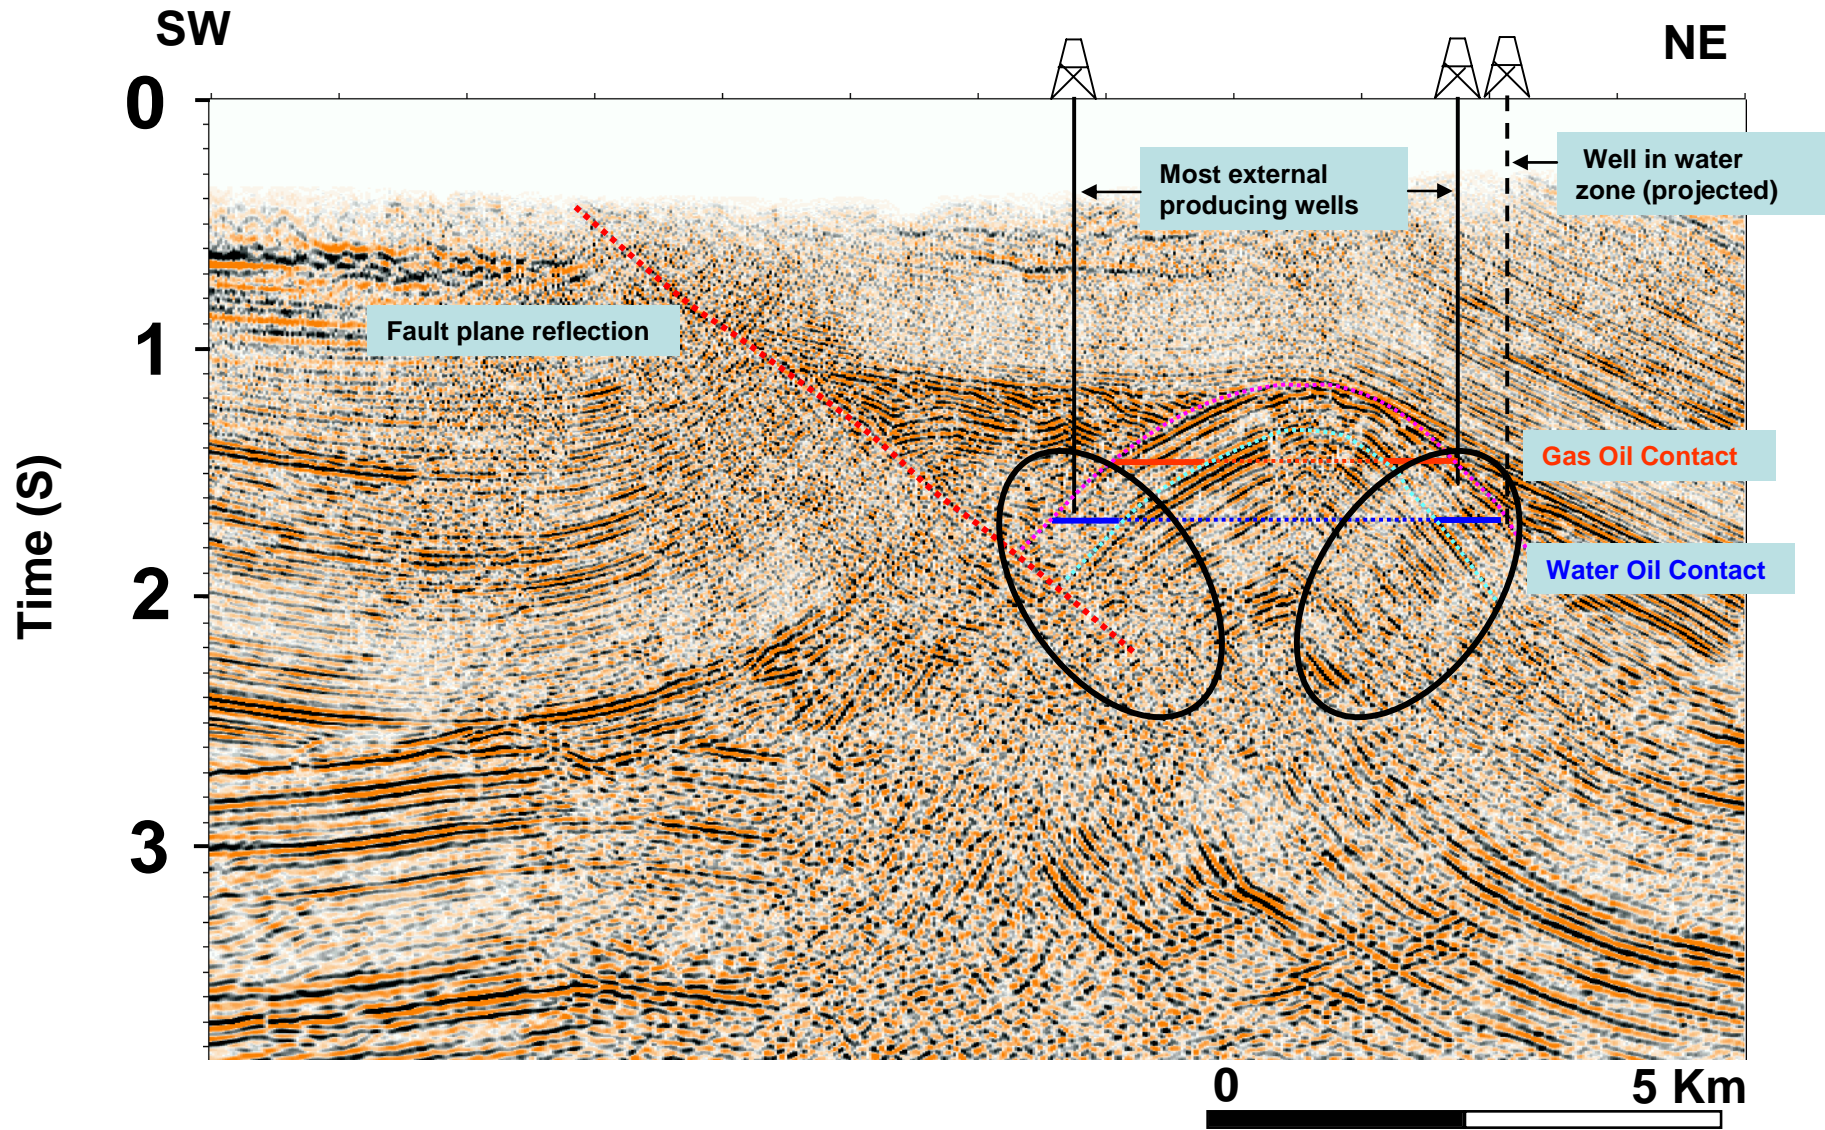 SW
NE
0
Most external
producing wells
Well in water
zone (projected)
Fault plane reflection
1
Gas Oil Contact
Time (S)
Water Oil Contact
2
3
0
5 Km